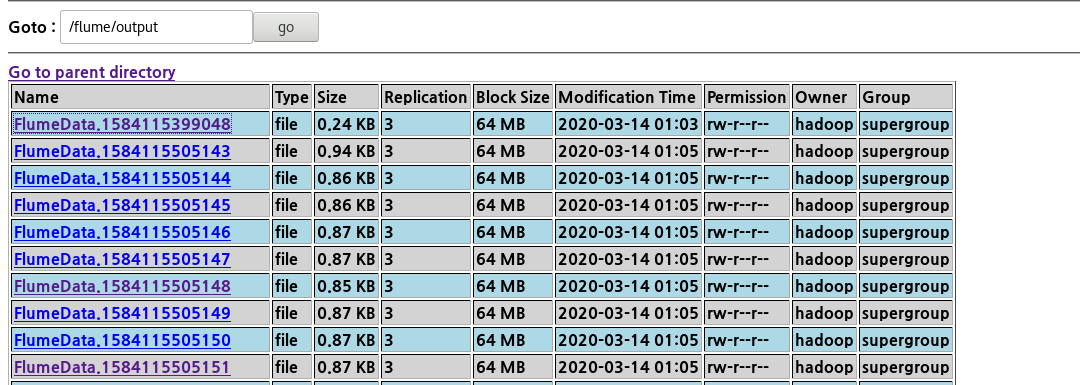 Goto : /flume/output go
Go to parent directory
Name Type Size Replication Block Size Modification Time Permission Owner Group
FlumeData.1584115399048 file 0.24 KB 3 64 MB 2020-03-14 01:03 rw-r--r-- hadoop supergroup
FlumeData.1584115505143 file 0.94 KB 3 64 MB 2020-03-14 01:05 rw-r--r-- hadoop supergroup
FlumeData.1584115505144 file 0.86 KB 3 64 MB 2020-03-14 01:05 rw-r--r-- hadoop supergroup
FlumeData.1584115505145 file 0.86 KB 3 64 MB 2020-03-14 01:05 rw-r--r-- hadoop supergroup
FlumeData.1584115505146 file 0.87 KB 3 64 MB 2020-03-14 01:05 rw-r--r-- hadoop supergroup
FlumeData.1584115505147 file 0.87 KB 3 64 MB 2020-03-14 01:05 rw-r--r-- hadoop supergroup
FlumeData.1584115505148 file 0.85 KB 3 64 MB 2020-03-14 01:05 rw-r--r-- hadoop supergroup
FlumeData.1584115505149 file 0.87 KB 3 64 MB 2020-03-14 01:05 rw-r--r-- hadoop supergroup
FlumeData.1584115505150 file 0.87 KB 3 64 MB 2020-03-14 01:05 rw-r--r-- hadoop supergroup
FlumeData.1584115505151 file 0.87 KB 3 64 MB 2020-03-14 01:05 rw-r--r-- hadoop supergroup